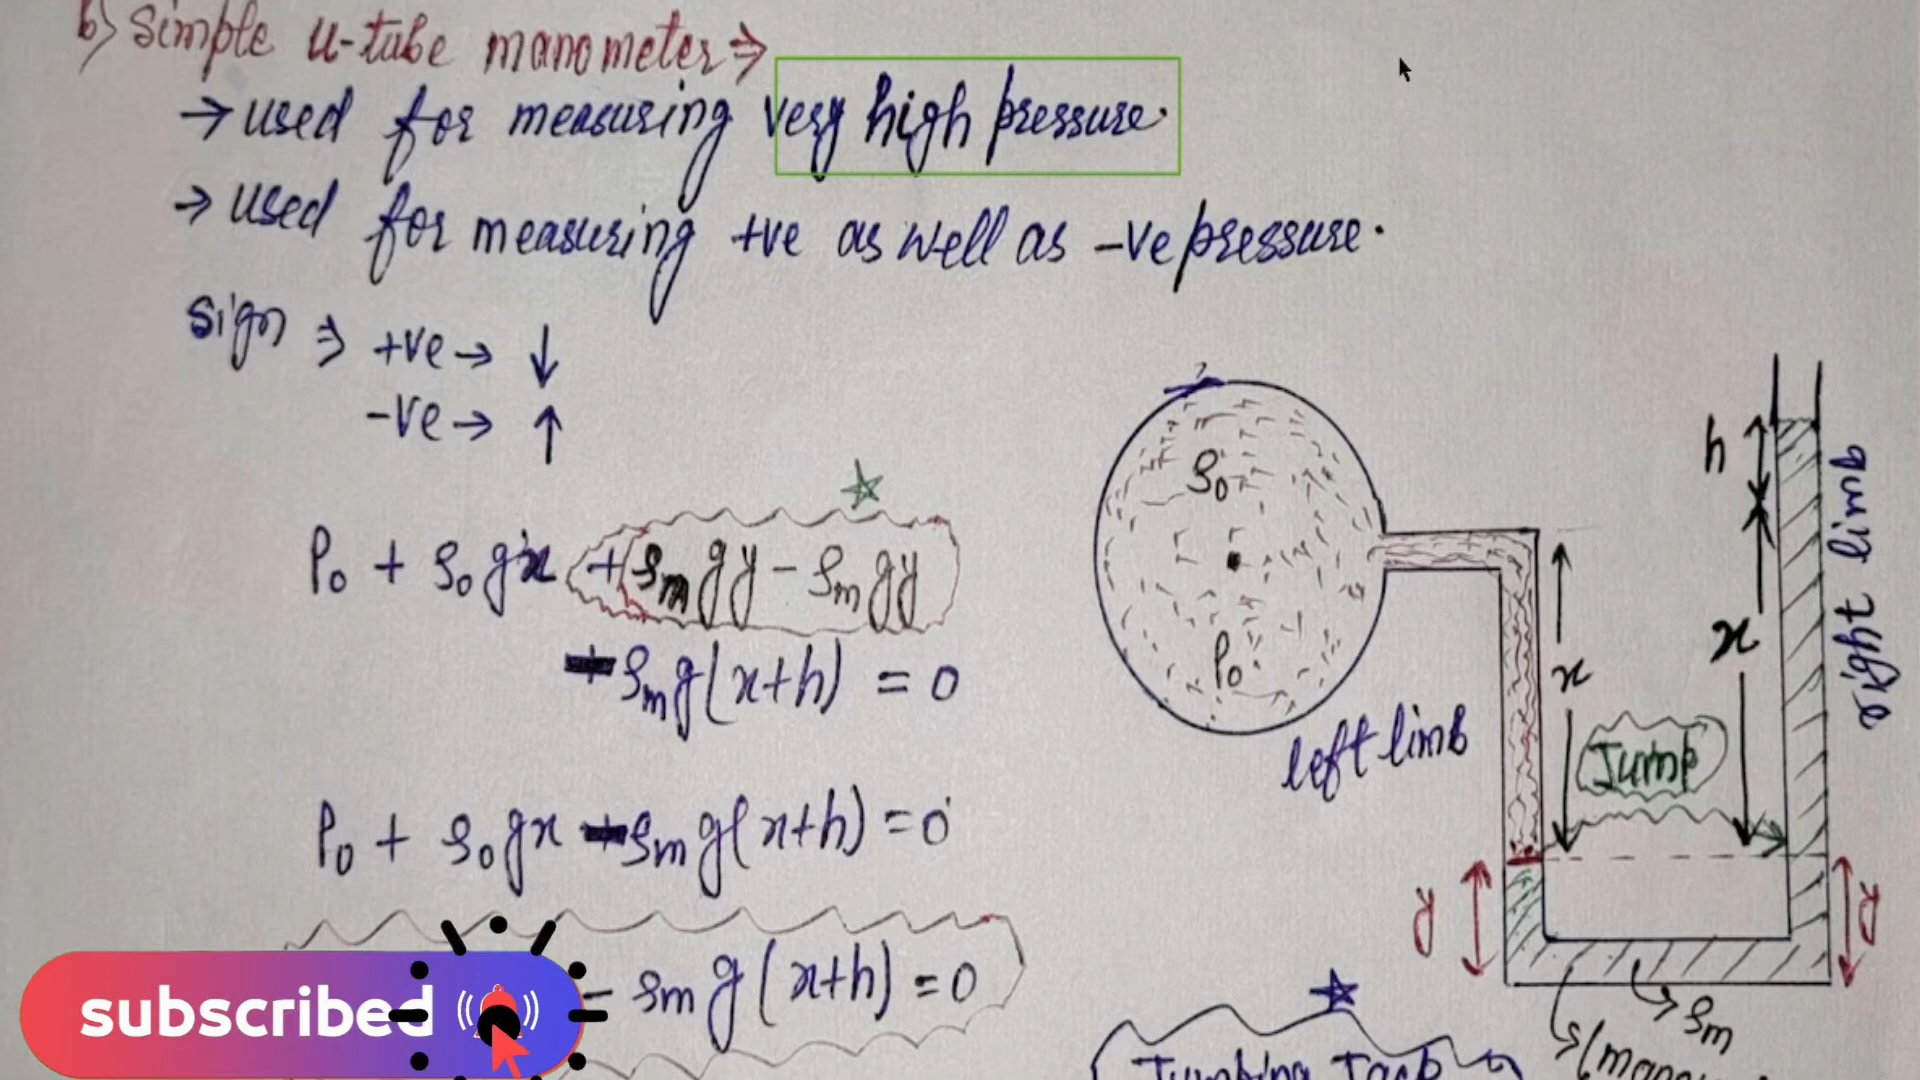 b) Simple u-tube manometer ⇒
→ used for measuring very high pressure.
→ used for measuring +ve as well as -ve pressure.
Sign ⇒ +ve → ↓
-ve → ↑
P₀ + ρ₀gx + ρₘgy - ρₘgy
- ρₘg(x+h) = 0
P₀ + ρ₀gx - ρₘg(x+h) = 0
- ρₘg(x+h) = 0
ρ₀
P₀
left limb
x
Jump
x
h
right limb
y
y
ρₘ
Jumping
subscribed